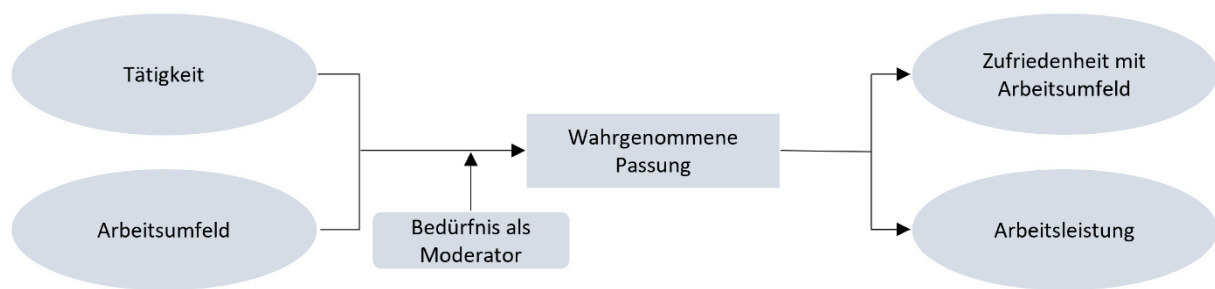 Tätigkeit
Arbeitsumfeld
Bedürfnis als
Moderator
Wahrgenommene
Passung
Zufriedenheit mit
Arbeitsumfeld
Arbeitsleistung